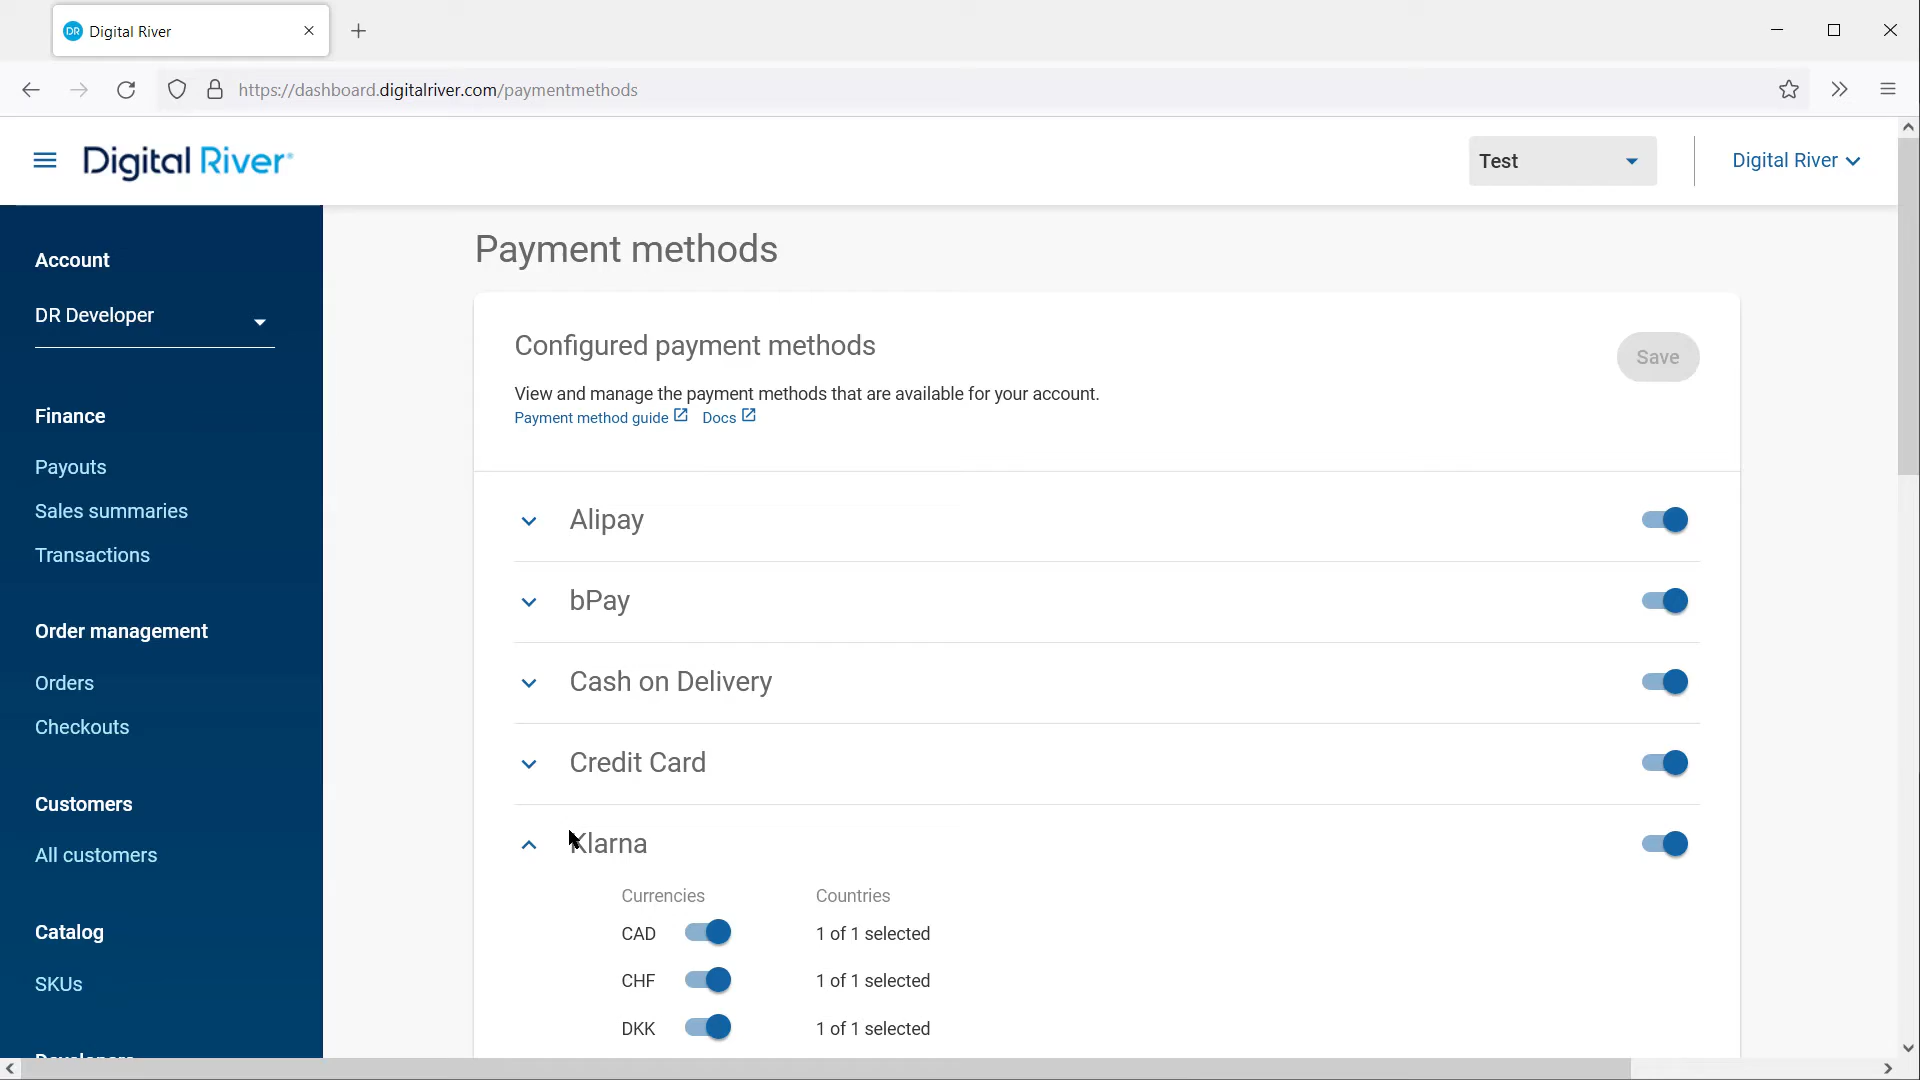 DR Digital River
https://dashboard.digitalriver.com/paymentmethods
Digital River
Test
Digital River
Account
DR Developer
Finance
Payouts
Sales summaries
Transactions
Order management
Orders
Checkouts
Customers
All customers
Catalog
SKUs
Developers
Payment methods
Configured payment methods
Save
View and manage the payment methods that are available for your account.
Payment method guide Docs
Alipay
bPay
Cash on Delivery
Credit Card
Klarna
Currencies Countries
CAD 1 of 1 selected
CHF 1 of 1 selected
DKK 1 of 1 selected